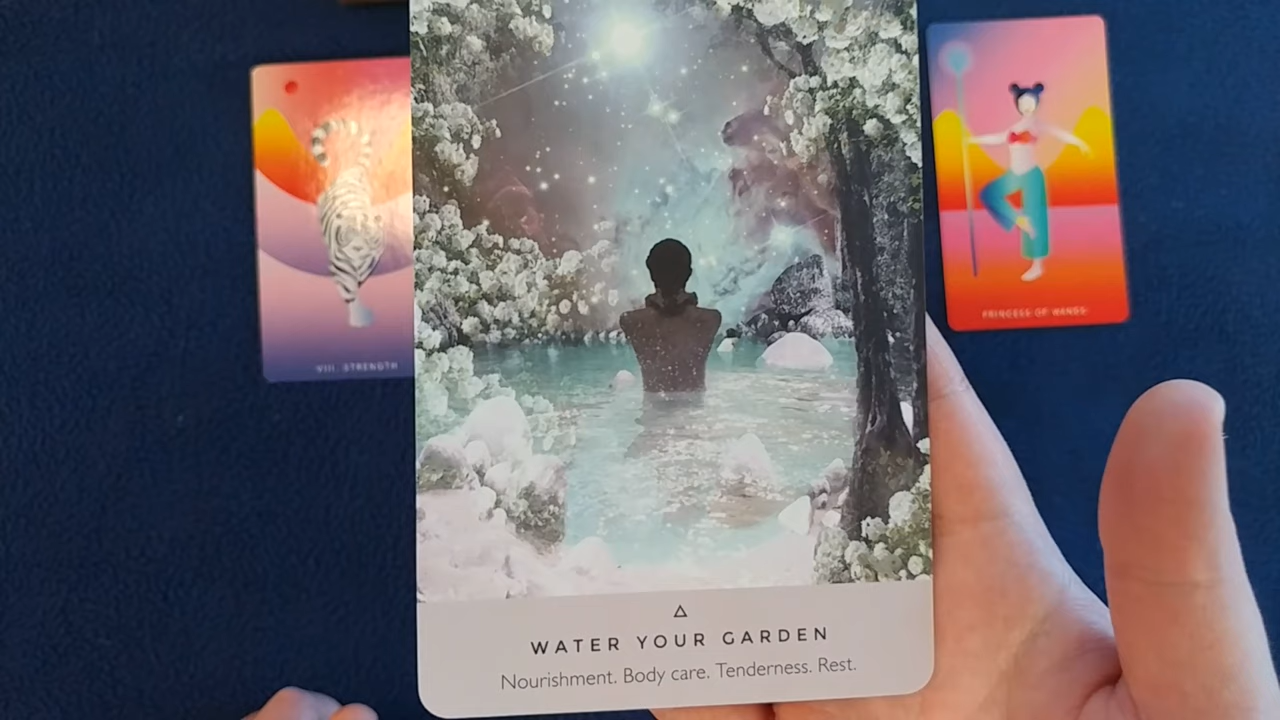 VIII. STRENGTH
PRINCESS OF WANDS
WATER YOUR GARDEN
Nourishment. Body care. Tenderness. Rest.